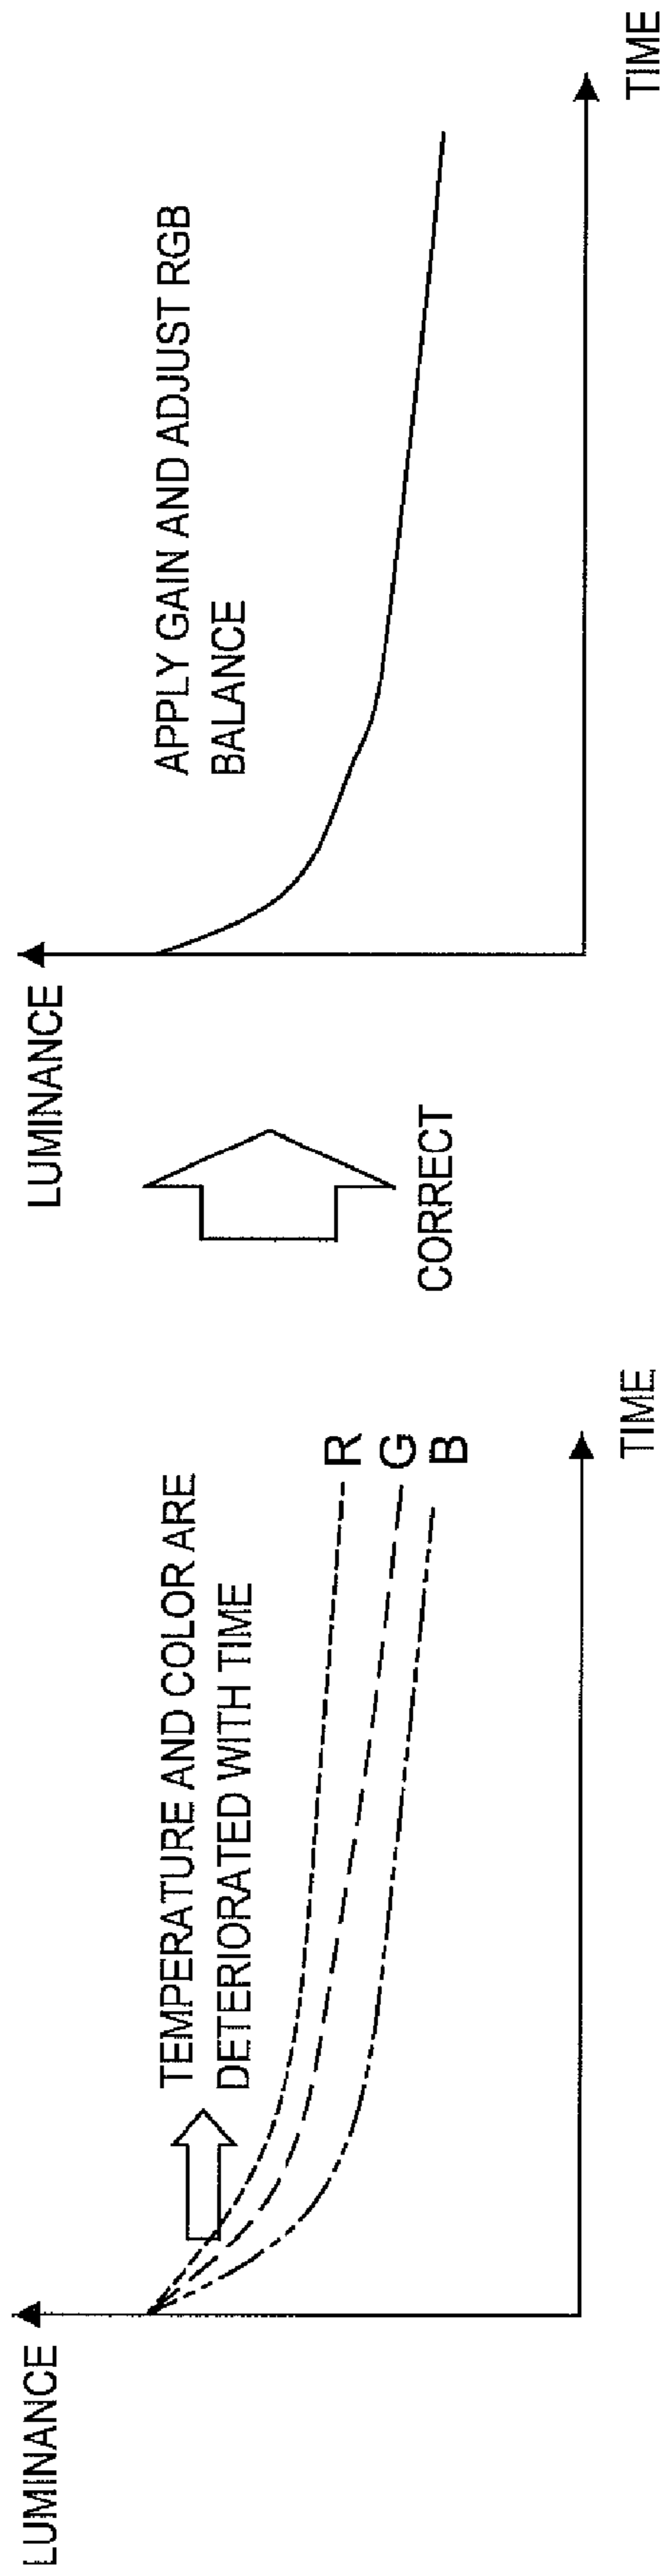 LUMINANCE
TEMPERATURE AND COLOR ARE
DETERIORATED WITH TIME
R
G
B
TIME
CORRECT
LUMINANCE
APPLY GAIN AND ADJUST RGB
BALANCE
TIME